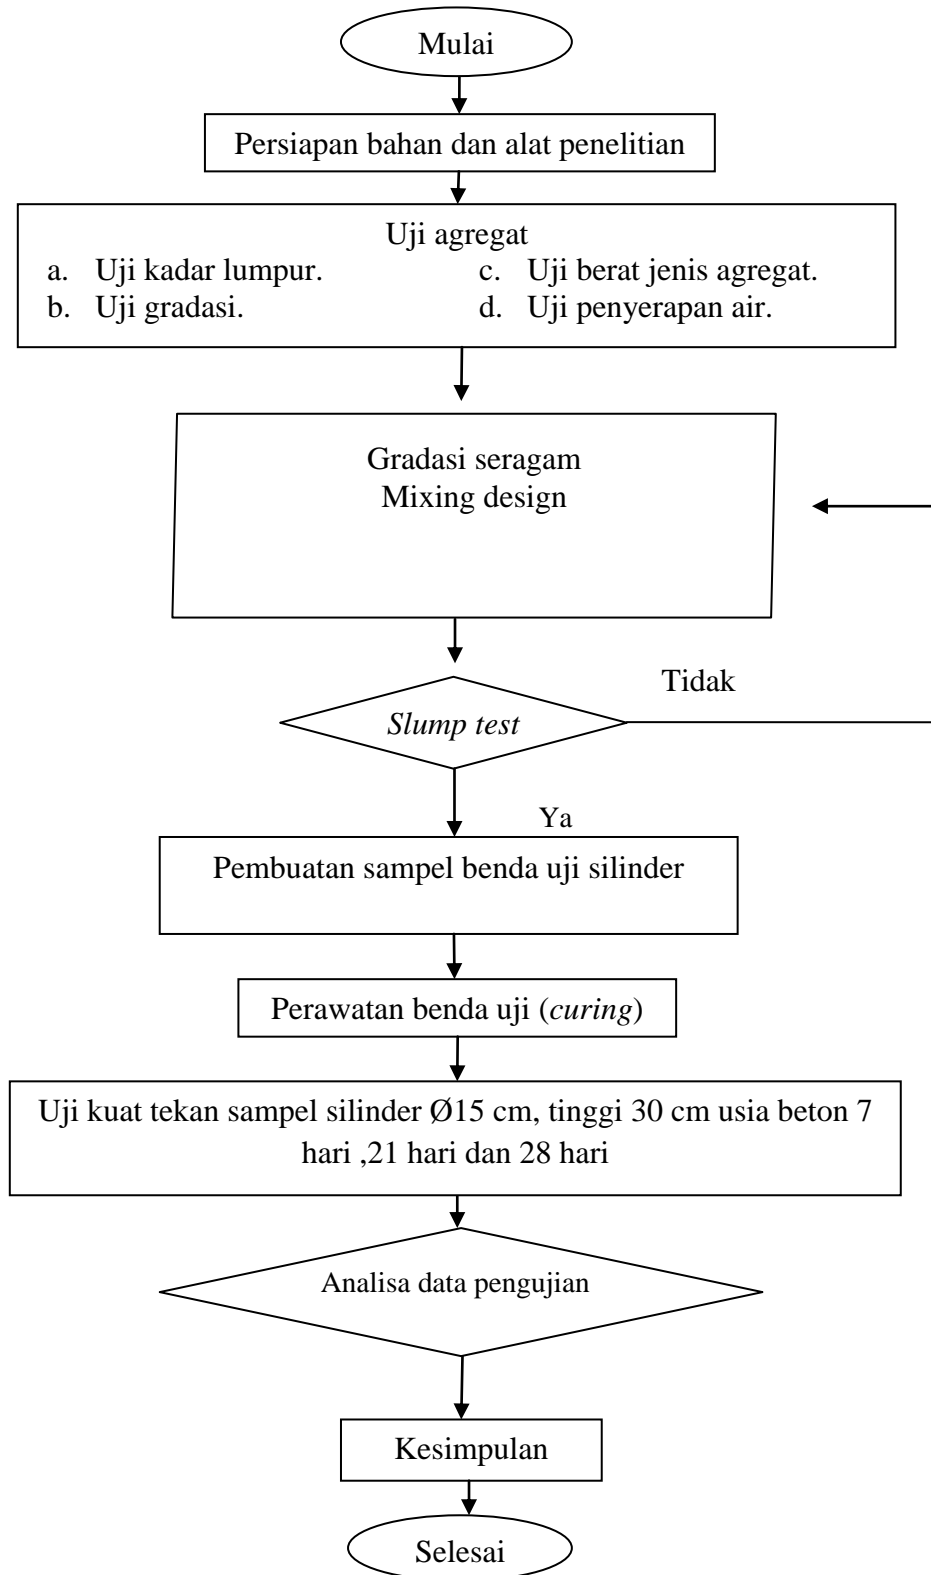 Mulai
Persiapan bahan dan alat penelitian
Uji agregat
a. Uji kadar lumpur.
c. Uji berat jenis agregat.
b. Uji gradasi.
d. Uji penyerapan air.
Gradasi seragam
Mixing design
Tidak
Slump test
Ya
Pembuatan sampel benda uji silinder
Perawatan benda uji (curing)
Uji kuat tekan sampel silinder Ø15 cm, tinggi 30 cm usia beton 7
hari ,21 hari dan 28 hari
Analisa data pengujian
Kesimpulan
Selesai